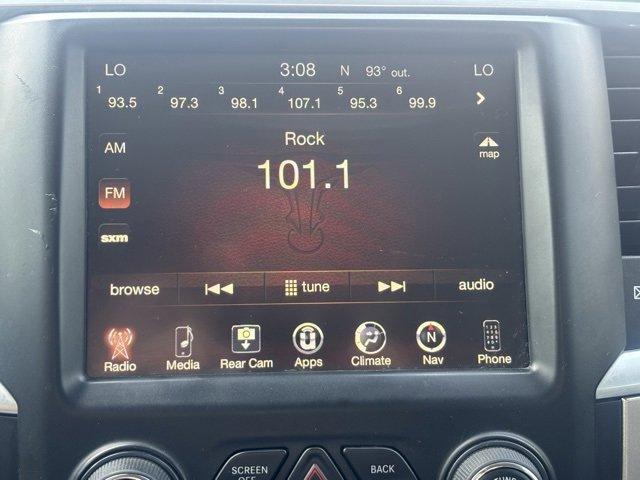 LO 3:08 N 93° out. LO
1 93.5 2 97.3 3 98.1 4 107.1 5 95.3 6 99.9
Rock
AM
map
101.1
FM
sxm
browse tune audio
N
Radio Media Rear Cam Apps Climate Nav Phone
SCREEN OFF
BACK